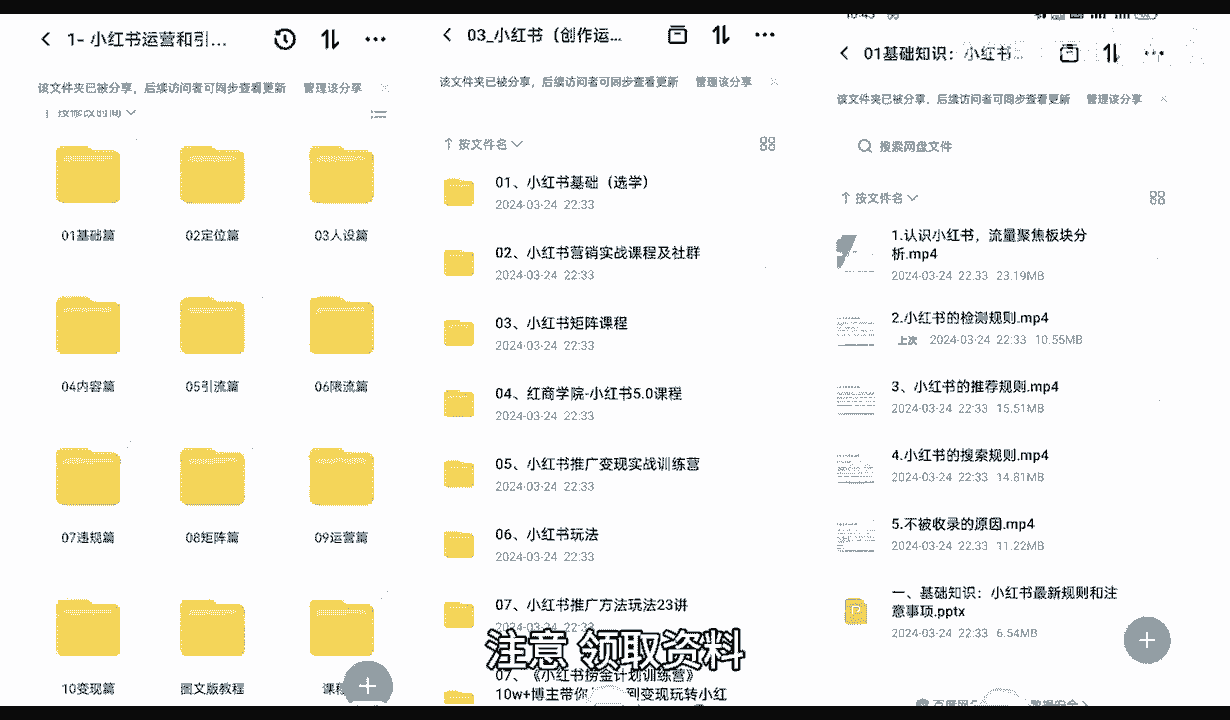 1- 小红书运营和引...
该文件夹已被分享，后续访问者可同步查看更新 管理该分享
按修改时间
01基础篇
02定位篇
03人设篇
04内容篇
05引流篇
06限流篇
07违规篇
08矩阵篇
09运营篇
10变现篇
图文版教程
课程
03_小红书（创作运...
该文件夹已被分享，后续访问者可同步查看更新 管理该分享
按文件名
01、小红书基础（选学）
2024-03-24 22:33
02、小红书营销实战课程及社群
2024-03-24 22:33
03、小红书矩阵课程
2024-03-24 22:33
04、红商学院-小红书5.0课程
2024-03-24 22:33
05、小红书推广变现实战训练营
2024-03-24 22:33
06、小红书玩法
2024-03-24 22:33
07、小红书推广方法玩法23讲
2024-03-24 22:33
07、《小红书捞金计划训练营》
10w+博主带你 到变现玩转小红
注意 领取资料
01基础知识：小红书...
该文件夹已被分享，后续访问者可同步查看更新 管理该分享
搜索网盘文件
按文件名
1.认识小红书，流量聚焦板块分
析.mp4
2024-03-24 22:33 23.19MB
2.小红书的检测规则.mp4
上次 2024-03-24 22:33 10.55MB
3、小红书的推荐规则.mp4
2024-03-24 22:33 15.51MB
4.小红书的搜索规则.mp4
2024-03-24 22:33 14.81MB
5.不被收录的原因.mp4
2024-03-24 22:33 11.22MB
一、基础知识：小红书最新规则和注
意事项.pptx
2024-03-24 22:33 6.54MB